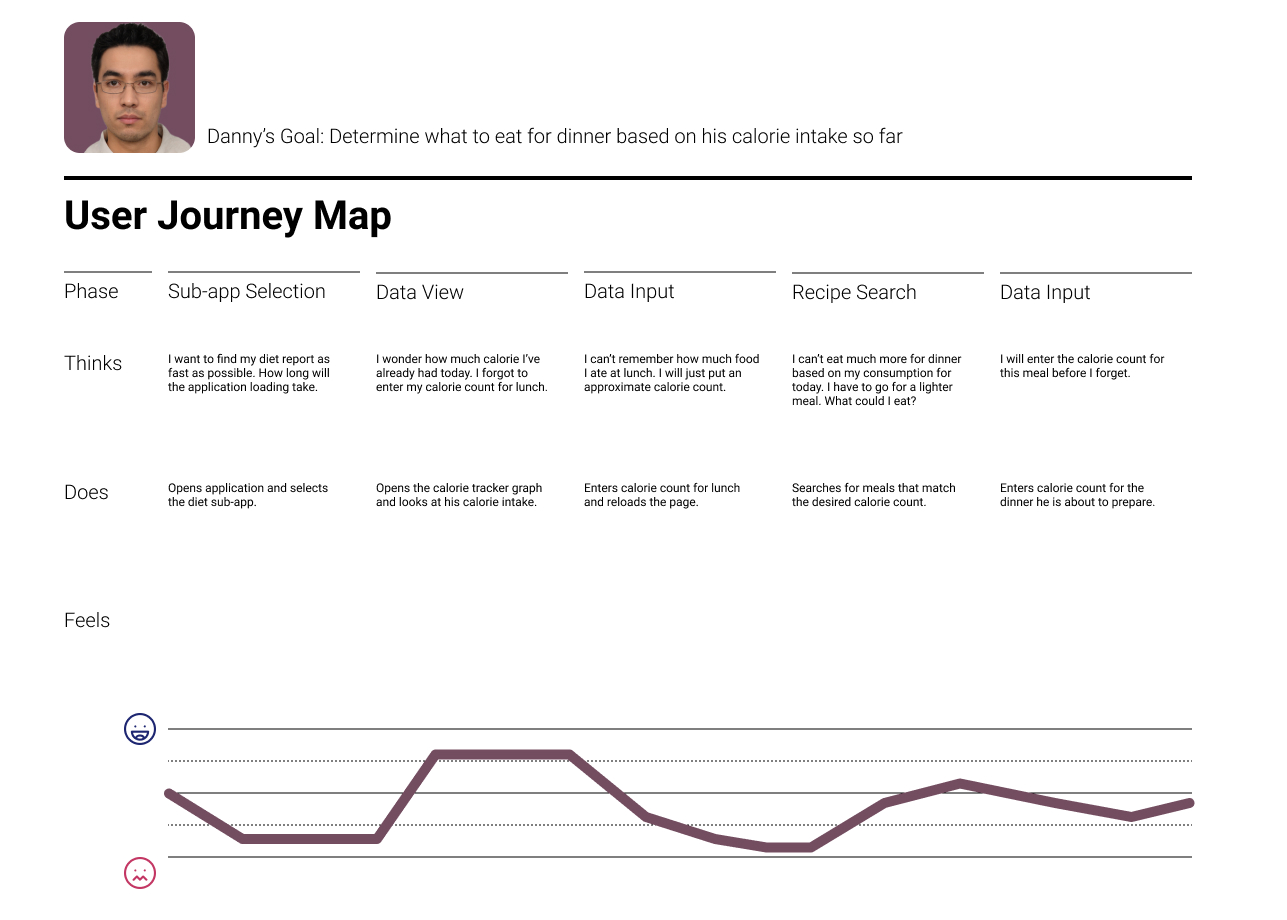 Danny’s Goal: Determine what to eat for dinner based on his calorie intake so far
User Journey Map
Phase
Sub-app Selection
Data View
Data Input
Recipe Search
Data Input
Thinks
I want to find my diet report as
fast as possible. How long will
the application loading take.
I wonder how much calorie I’ve
already had today. I forgot to
enter my calorie count for lunch.
I can’t remember how much food
I ate at lunch. I will just put an
approximate calorie count.
I can’t eat much more for dinner
based on my consumption for
today. I have to go for a lighter
meal. What could I eat?
I will enter the calorie count for
this meal before I forget.
Does
Opens application and selects
the diet sub-app.
Opens the calorie tracker graph
and looks at his calorie intake.
Enters calorie count for lunch
and reloads the page.
Searches for meals that match
the desired calorie count.
Enters calorie count for the
dinner he is about to prepare.
Feels